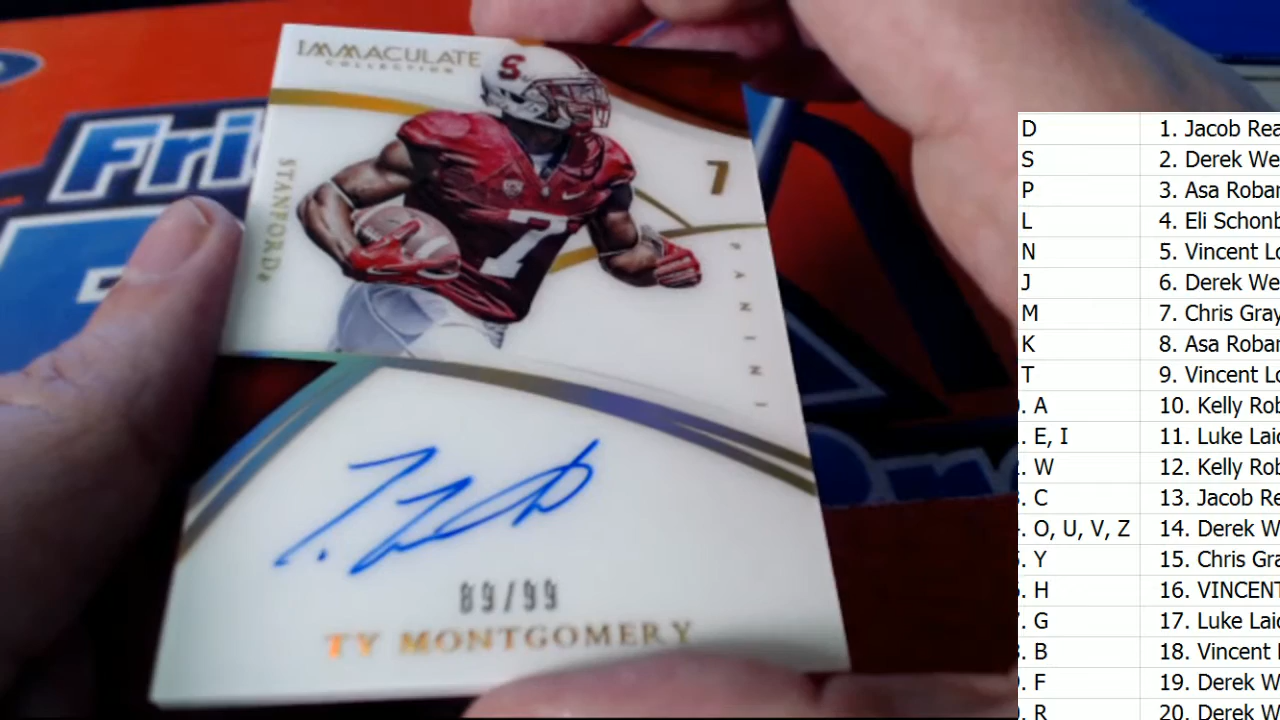 IMMACULATE
COLLECTION
S
Fri
STANFORD®
7
7
PANINI
89/99
TY MONTGOMERY
D 1. Jacob Rea
S 2. Derek We
P 3. Asa Robar
L 4. Eli Schonb
N 5. Vincent Lo
J 6. Derek We
M 7. Chris Gray
K 8. Asa Robar
T 9. Vincent Lo
. A 10. Kelly Rob
. E, I 11. Luke Laid
. W 12. Kelly Rob
. C 13. Jacob Re
. O, U, V, Z 14. Derek W
. Y 15. Chris Gra
. H 16. VINCENT
. G 17. Luke Laid
. B 18. Vincent
. F 19. Derek W
. R 20. Derek W